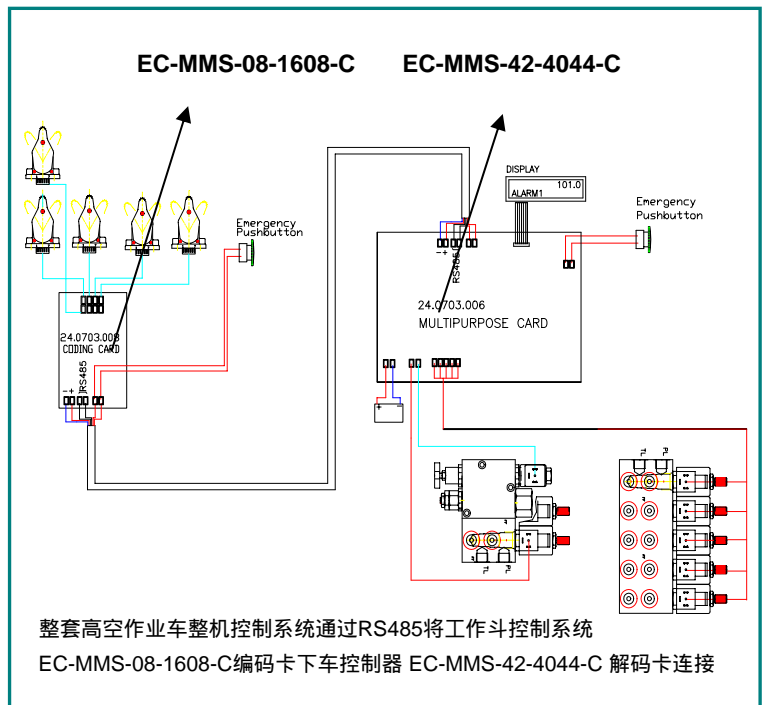 EC-MMS-08-1608-C EC-MMS-42-4044-C
DISPLAY
101.0
ALARM1
Emergency
Pushbutton
Emergency
Pushbutton
- +
RS485
24.0703.006
MULTIPURPOSE CARD
24.0703.008
CODING CARD
- +
RS485
+ -
TL PL
TL PL
整套高空作业车整机控制系统通过RS485将工作斗控制系统
EC-MMS-08-1608-C编码卡下车控制器 EC-MMS-42-4044-C 解码卡连接